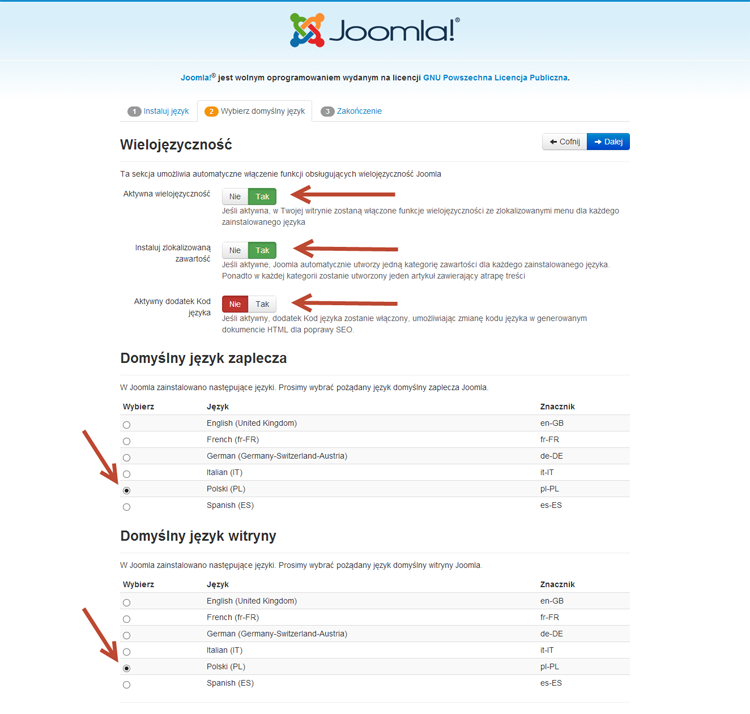 Joomla!®
Joomla!® jest wolnym oprogramowaniem wydanym na licencji GNU Powszechna Licencja Publiczna.
1 Instaluj język 2 Wybierz domyślny język 3 Zakończenie
Wielojęzyczność
Cofnij Dalej
Ta sekcja umożliwia automatyczne włączenie funkcji obsługujących wielojęzyczność Joomla
Aktywna wielojęzyczność Nie Tak
Jeśli aktywna, w Twojej witrynie zostaną włączone funkcje wielojęzyczności ze zlokalizowanymi menu dla każdego
zainstalowanego języka
Instaluj zlokalizowaną
zawartość
Nie Tak
Jeśli aktywne, Joomla automatycznie utworzy jedną kategorię zawartości dla każdego zainstalowanego języka.
Ponadto w każdej kategorii zostanie utworzony jeden artykuł zawierający atrapę treści
Aktywny dodatek Kod
języka
Nie Tak
Jeśli aktywny, dodatek Kod języka zostanie włączony, umożliwiając zmianę kodu języka w generowanym
dokumencie HTML dla poprawy SEO.
Domyślny język zaplecza
W Joomla zainstalowano następujące języki. Prosimy wybrać pożądany język domyślny zaplecza Joomla.
Wybierz Język Znacznik
English (United Kingdom) en-GB
French (fr-FR) fr-FR
German (Germany-Switzerland-Austria) de-DE
Italian (IT) it-IT
Polski (PL) pl-PL
Spanish (ES) es-ES
Domyślny język witryny
W Joomla zainstalowano następujące języki. Prosimy wybrać pożądany język domyślny witryny Joomla.
Wybierz Język Znacznik
English (United Kingdom) en-GB
French (fr-FR) fr-FR
German (Germany-Switzerland-Austria) de-DE
Italian (IT) it-IT
Polski (PL) pl-PL
Spanish (ES) es-ES